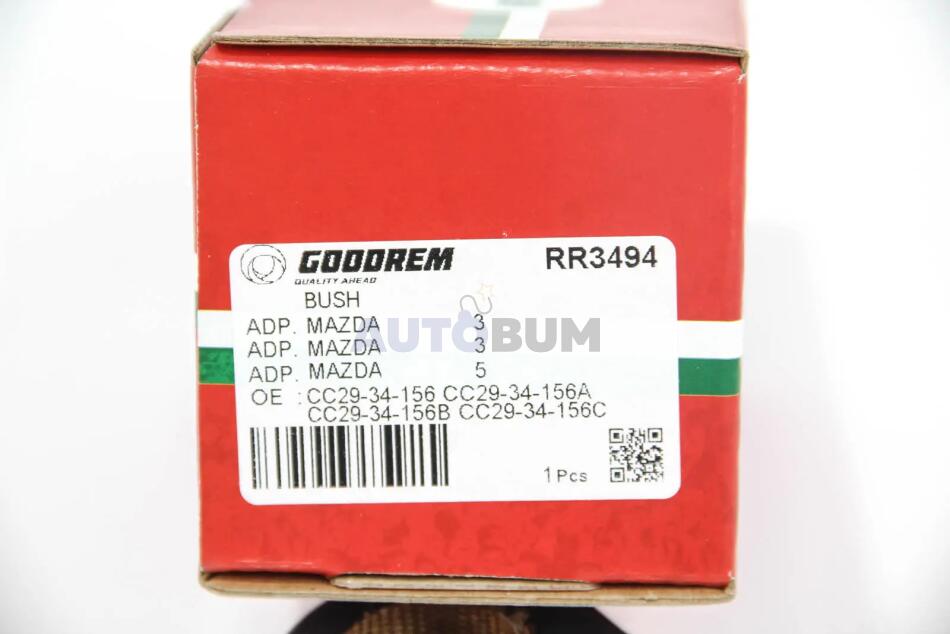 GOODREM RR3494
QUALITY AHEAD
BUSH
ADP. MAZDA 3
ADP. MAZDA 3
ADP. MAZDA 5
OE : CC29-34-156 CC29-34-156A
CC29-34-156B CC29-34-156C
1 Pcs
AUTOBUM